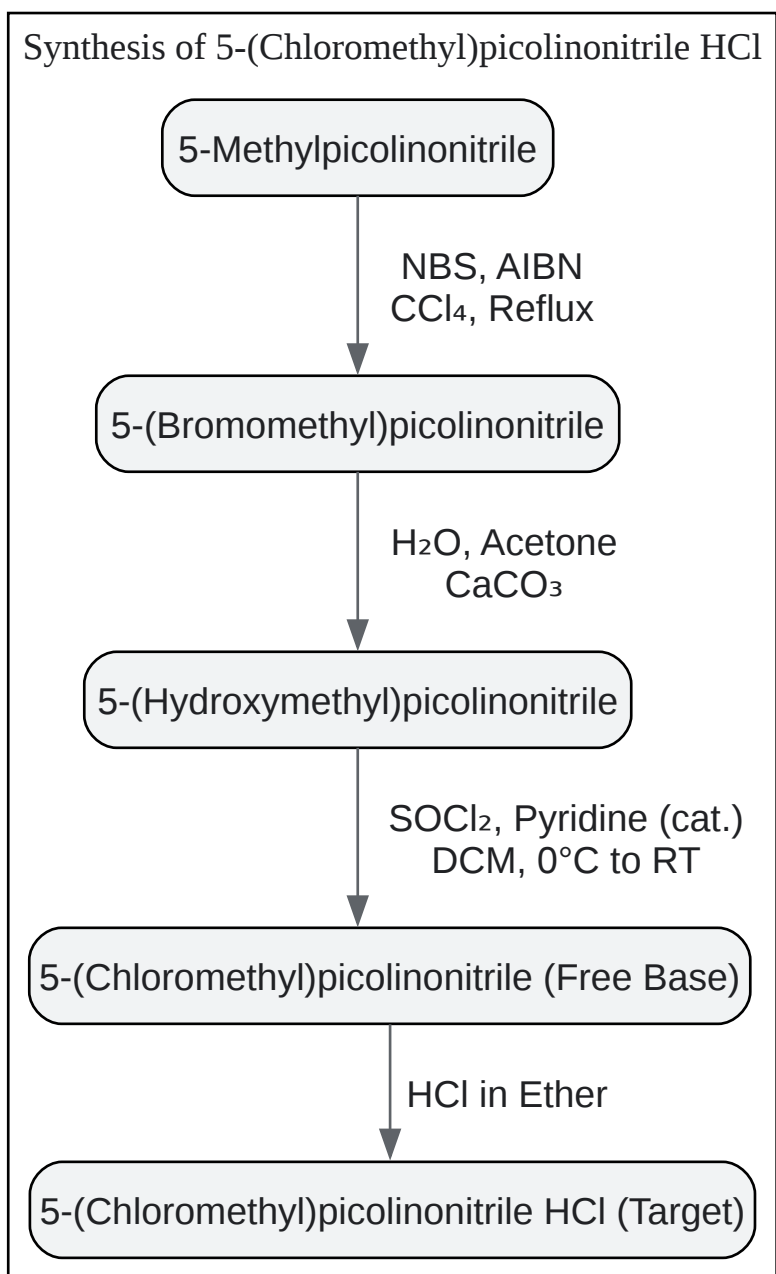 Synthesis of 5-(Chloromethyl)picolinonitrile HCl
5-Methylpicolinonitrile
NBS, AIBN
CCl₄, Reflux
5-(Bromomethyl)picolinonitrile
H₂O, Acetone
CaCO₃
5-(Hydroxymethyl)picolinonitrile
SOCl₂, Pyridine (cat.)
DCM, 0°C to RT
5-(Chloromethyl)picolinonitrile (Free Base)
HCl in Ether
5-(Chloromethyl)picolinonitrile HCl (Target)